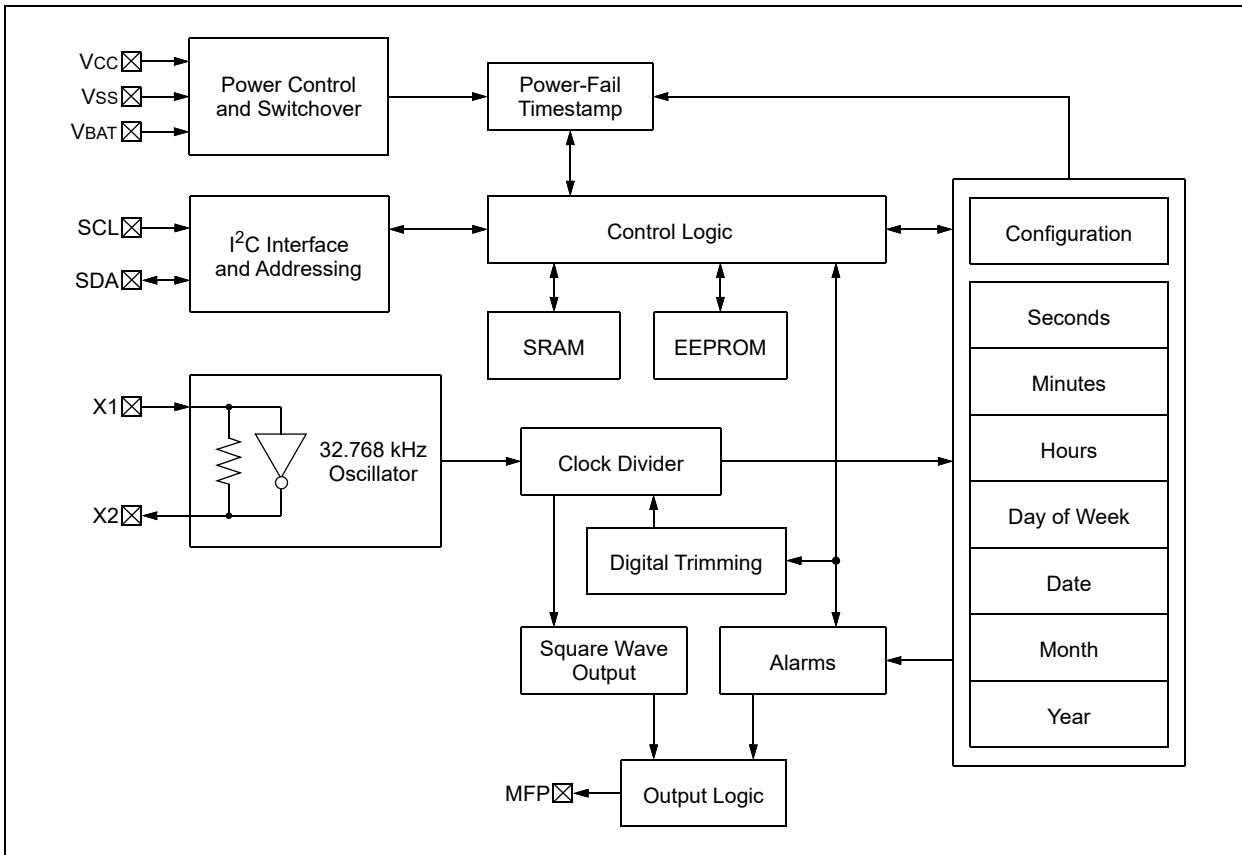 VCC
VSS
VBAT
Power Control
and Switchover
Power-Fail
Timestamp
SCL
SDA
I²C Interface
and Addressing
Control Logic
SRAM
EEPROM
Configuration
Seconds
Minutes
Hours
Day of Week
Date
Month
Year
X1
X2
32.768 kHz
Oscillator
Clock Divider
Digital Trimming
Square Wave
Output
Alarms
MFP
Output Logic